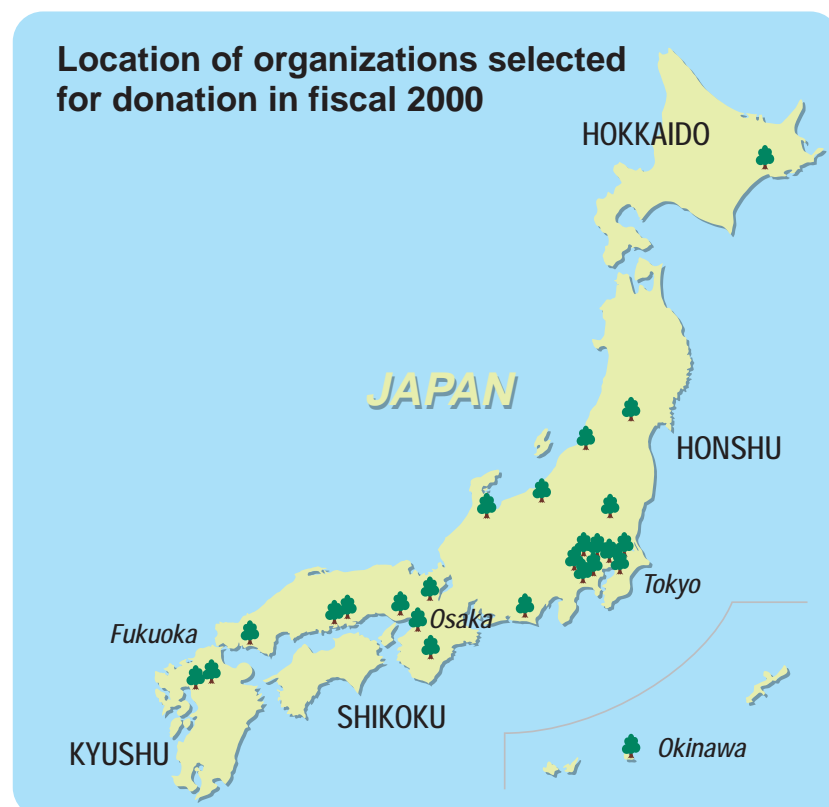 Location of organizations selected
for donation in fiscal 2000
HOKKAIDO
JAPAN
HONSHU
Tokyo
Osaka
Fukuoka
SHIKOKU
KYUSHU
Okinawa